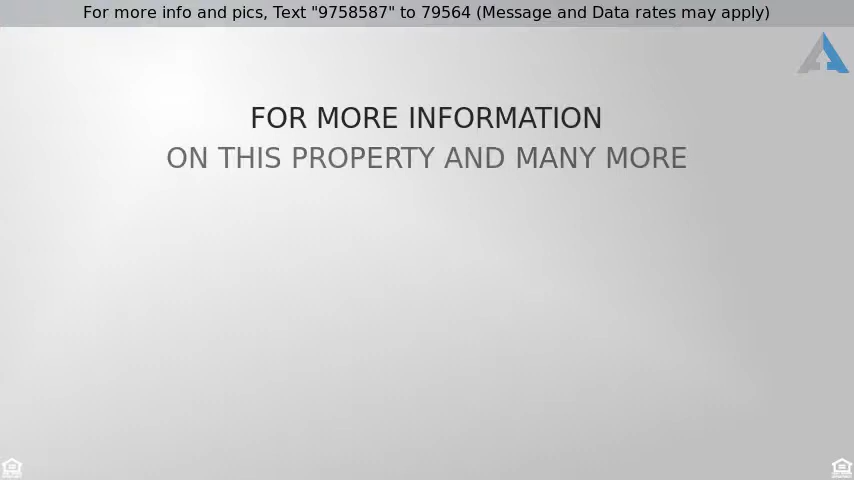 For more info and pics, Text "9758587" to 79564 (Message and Data rates may apply)
FOR MORE INFORMATION
ON THIS PROPERTY AND MANY MORE